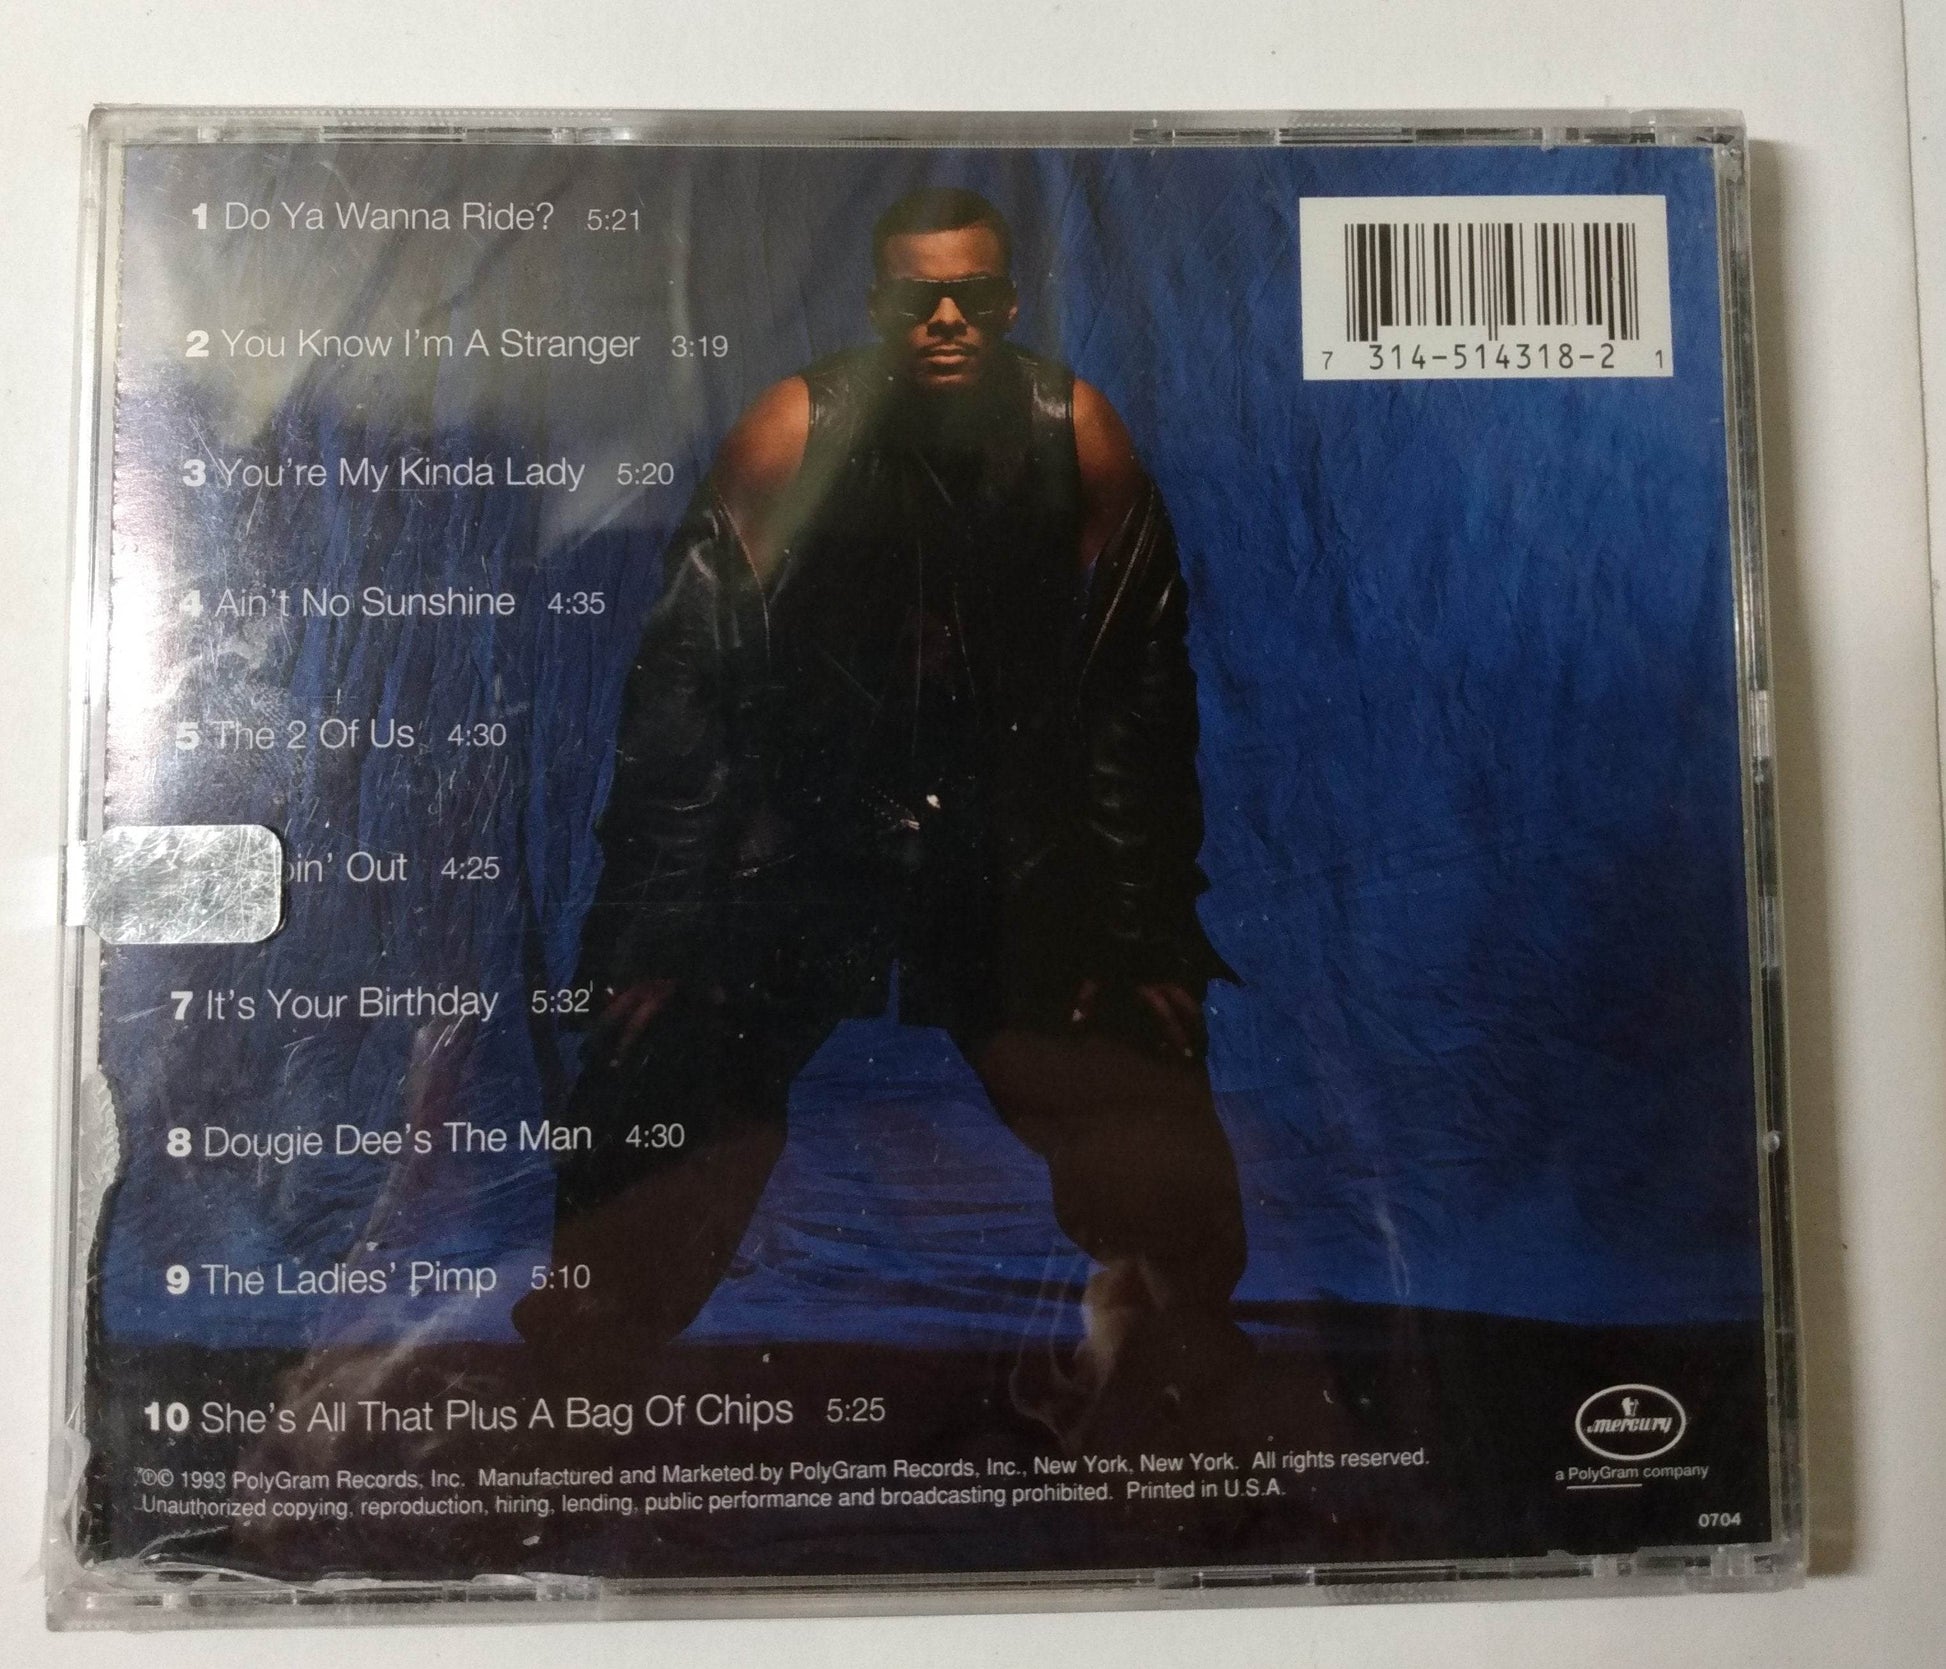 1 Do Ya Wanna Ride? 5:21
2 You Know I'm A Stranger 3:19
3 You're My Kinda Lady 5:20
4 Ain't No Sunshine 4:35
5 The 2 Of Us 4:30
Out 4:25
7 It's Your Birthday 5:32
8 Dougie Dee's The Man 4:30
9 The Ladies' Pimp 5:10
10 She's All That Plus A Bag Of Chips 5:25
℗© 1993 PolyGram Records, Inc. Manufactured and Marketed by PolyGram Records, Inc., New York, New York. All rights reserved.
Unauthorized copying, reproduction, hiring, lending, public performance and broadcasting prohibited. Printed in U.S.A.
7 314-514318-2 1
mercury
a PolyGram company
0704